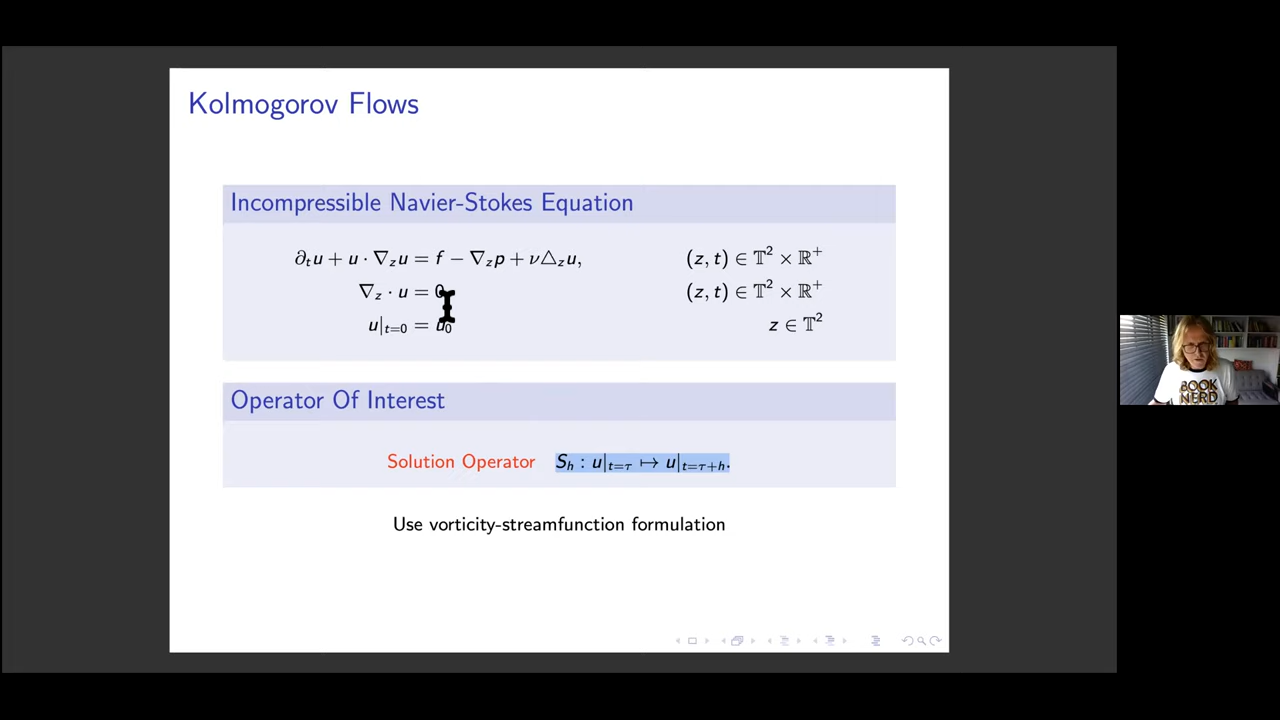 Kolmogorov Flows
Incompressible Navier-Stokes Equation
∂ₜu + u · ∇_z u = f − ∇_z p + ν△_z u, (z, t) ∈ 𝕋² × ℝ⁺
∇_z · u = 0 (z, t) ∈ 𝕋² × ℝ⁺
u|ₜ₌₀ = u₀ z ∈ 𝕋²
Operator Of Interest
Solution Operator S_h : u|_{t=τ} ↦ u|_{t=τ+h}.
Use vorticity-streamfunction formulation
BOOK
NERD